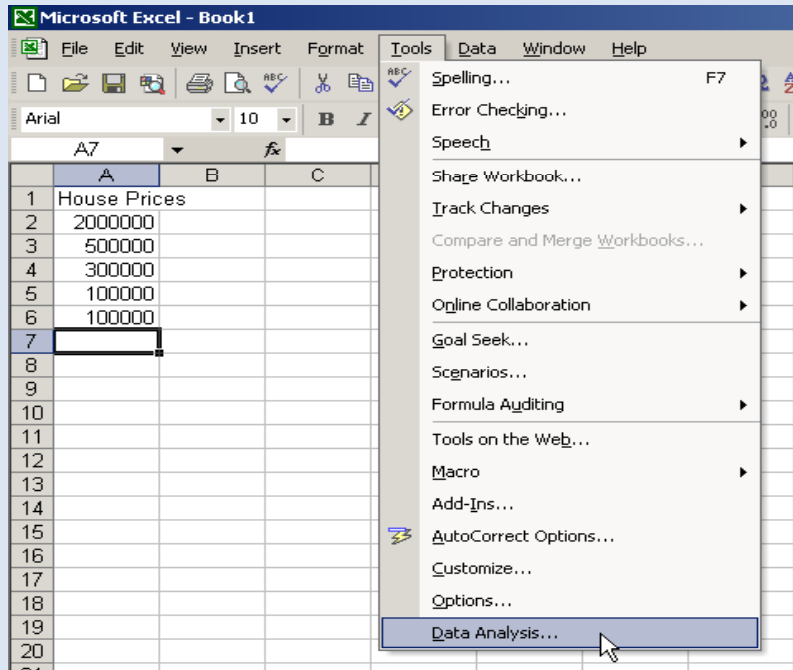 Microsoft Excel - Book1
File Edit View Insert Format Tools Data Window Help
Arial 10 B I
A7 fx
A B C
1 House Prices
2 2000000
3 500000
4 300000
5 100000
6 100000
7
8
9
10
11
12
13
14
15
16
17
18
19
20
Spelling... F7
Error Checking...
Speech
Share Workbook...
Track Changes
Compare and Merge Workbooks...
Protection
Online Collaboration
Goal Seek...
Scenarios...
Formula Auditing
Tools on the Web...
Macro
Add-Ins...
AutoCorrect Options...
Customize...
Options...
Data Analysis...